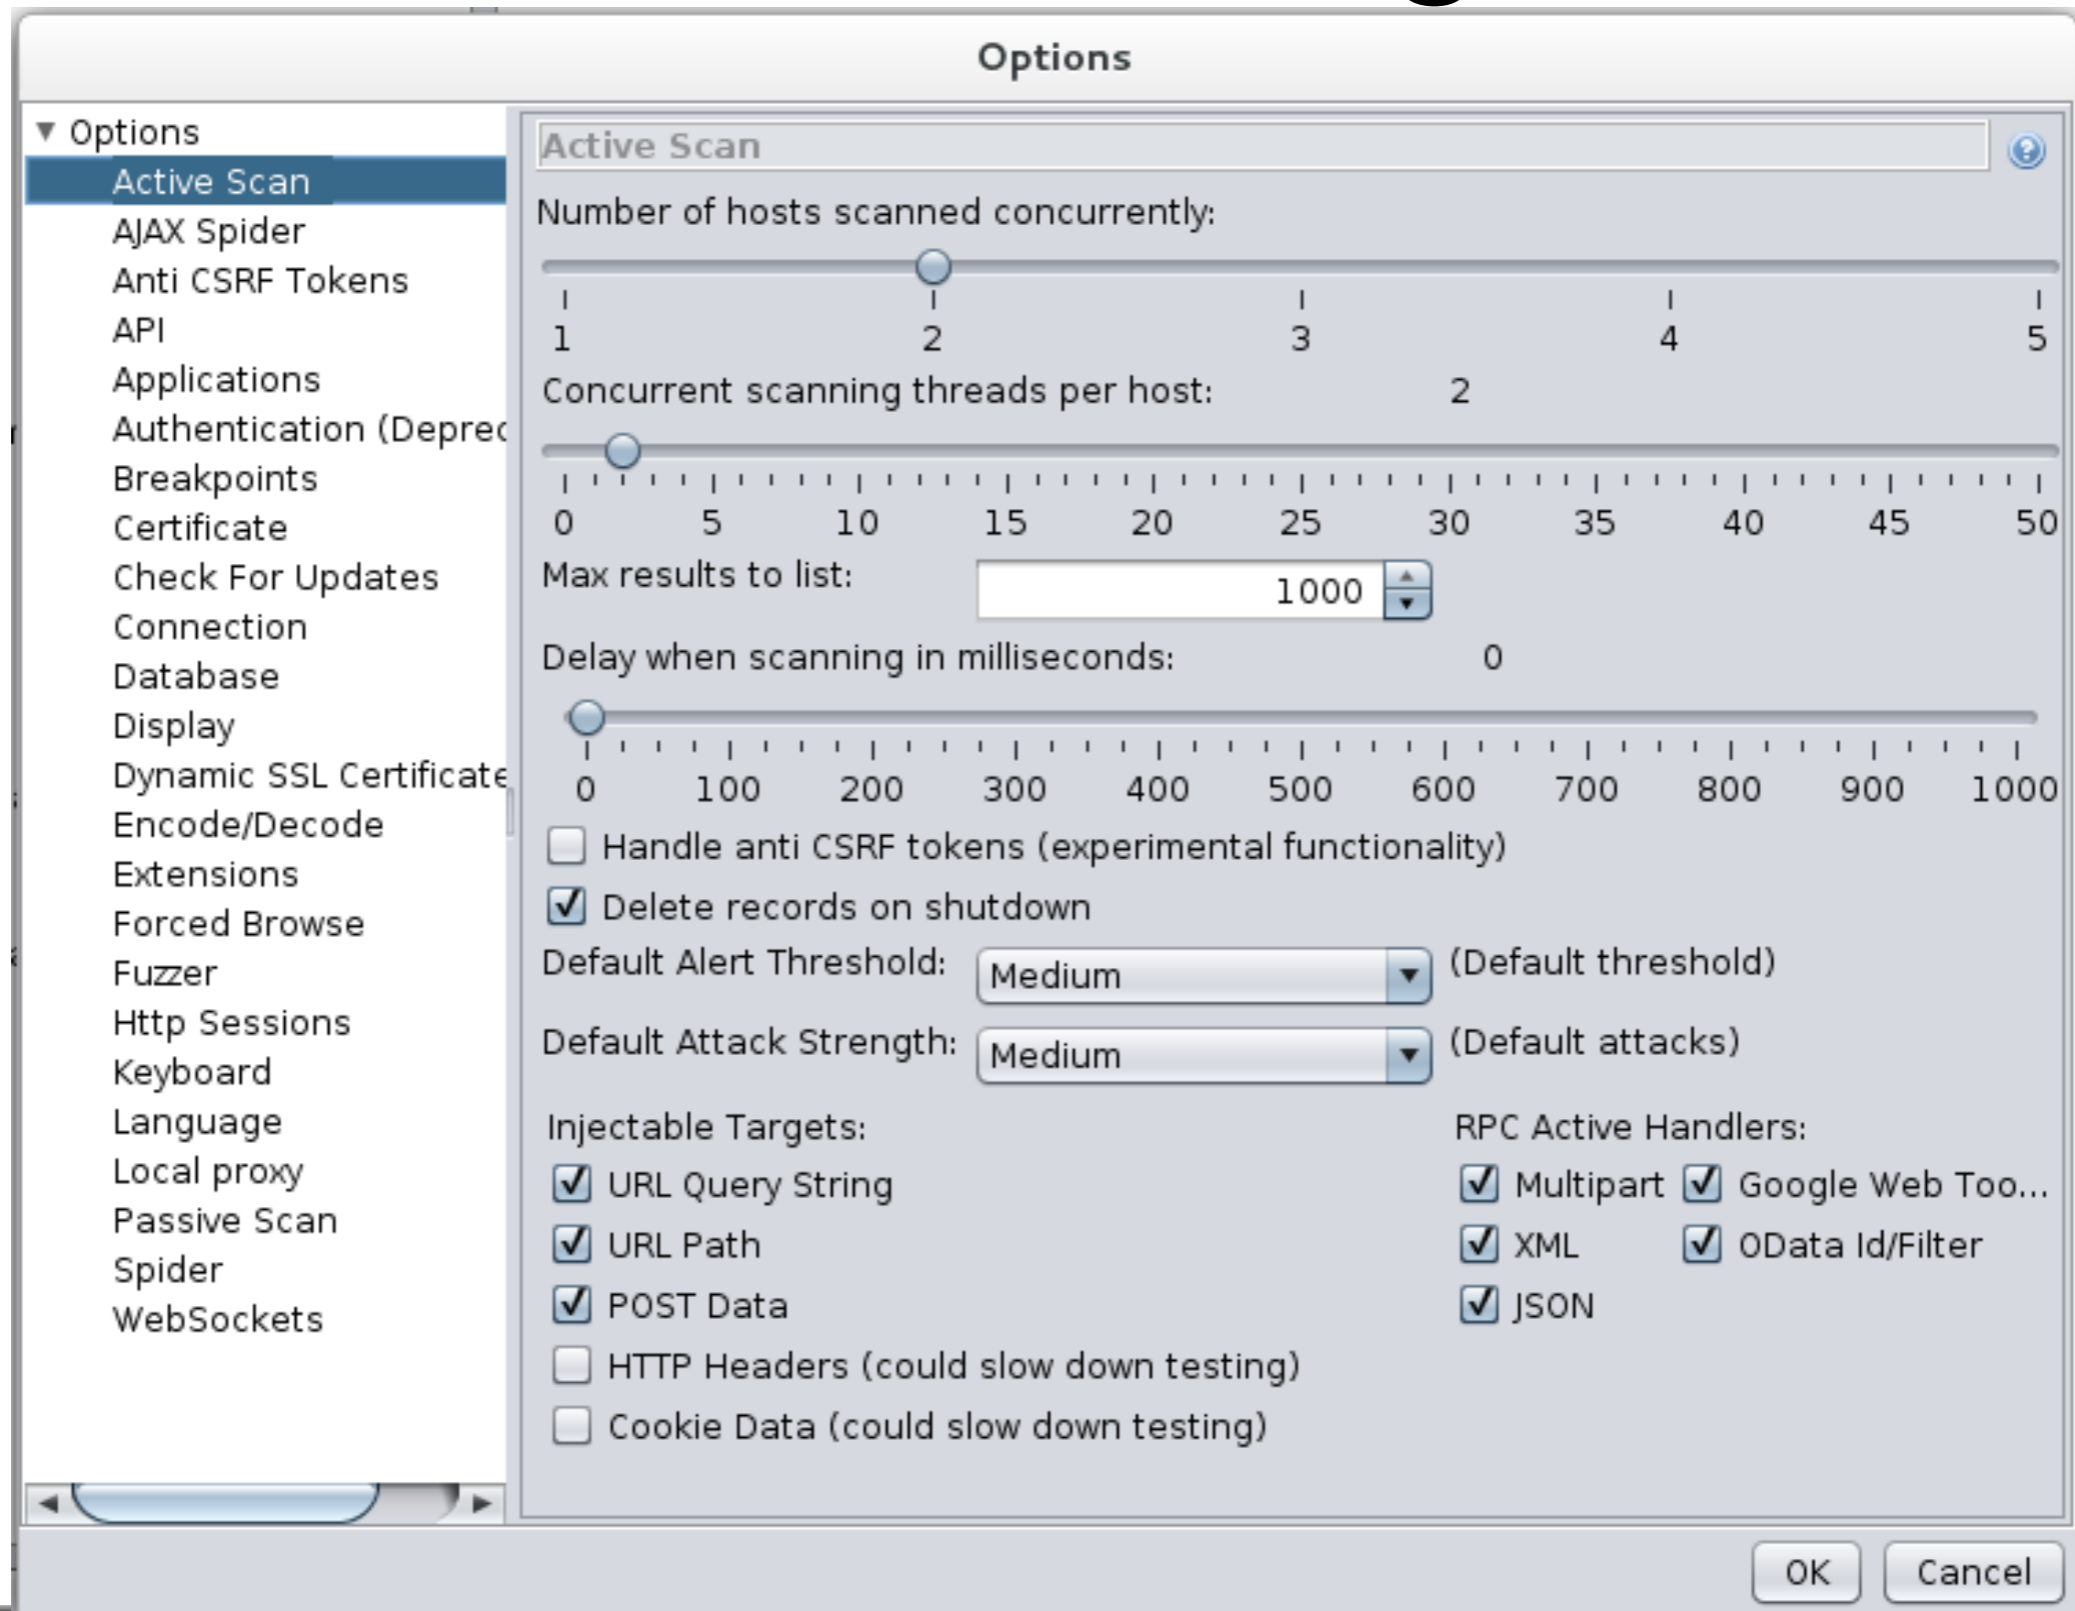 Options
Options
Active Scan
AJAX Spider
Anti CSRF Tokens
API
Applications
Authentication (Deprec
Breakpoints
Certificate
Check For Updates
Connection
Database
Display
Dynamic SSL Certificate
Encode/Decode
Extensions
Forced Browse
Fuzzer
Http Sessions
Keyboard
Language
Local proxy
Passive Scan
Spider
WebSockets
Active Scan
Number of hosts scanned concurrently:
1 2 3 4 5
Concurrent scanning threads per host: 2
0 5 10 15 20 25 30 35 40 45 50
Max results to list: 1000
Delay when scanning in milliseconds: 0
0 100 200 300 400 500 600 700 800 900 1000
Handle anti CSRF tokens (experimental functionality)
Delete records on shutdown
Default Alert Threshold: Medium (Default threshold)
Default Attack Strength: Medium (Default attacks)
Injectable Targets: RPC Active Handlers:
URL Query String Multipart Google Web Too...
URL Path XML OData Id/Filter
POST Data JSON
HTTP Headers (could slow down testing)
Cookie Data (could slow down testing)
OK Cancel